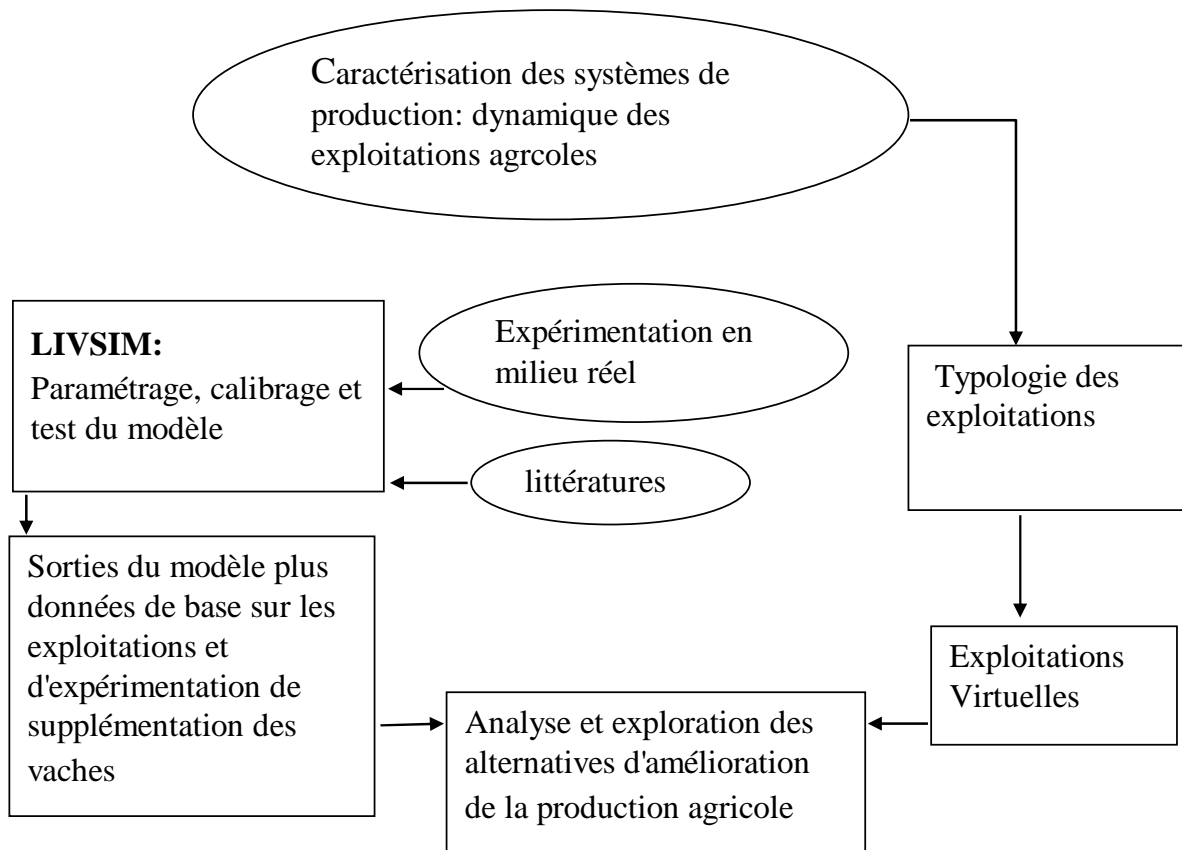 Caractérisation des systèmes de
production: dynamique des
exploitations agrcoles
LIVSIM:
Paramétrage, calibrage et
test du modèle
Expérimentation en
milieu réel
littératures
Typologie des
exploitations
Sorties du modèle plus
données de base sur les
exploitations et
d'expérimentation de
supplémentation des
vaches
Exploitations
Virtuelles
Analyse et exploration des
alternatives d'amélioration
de la production agricole